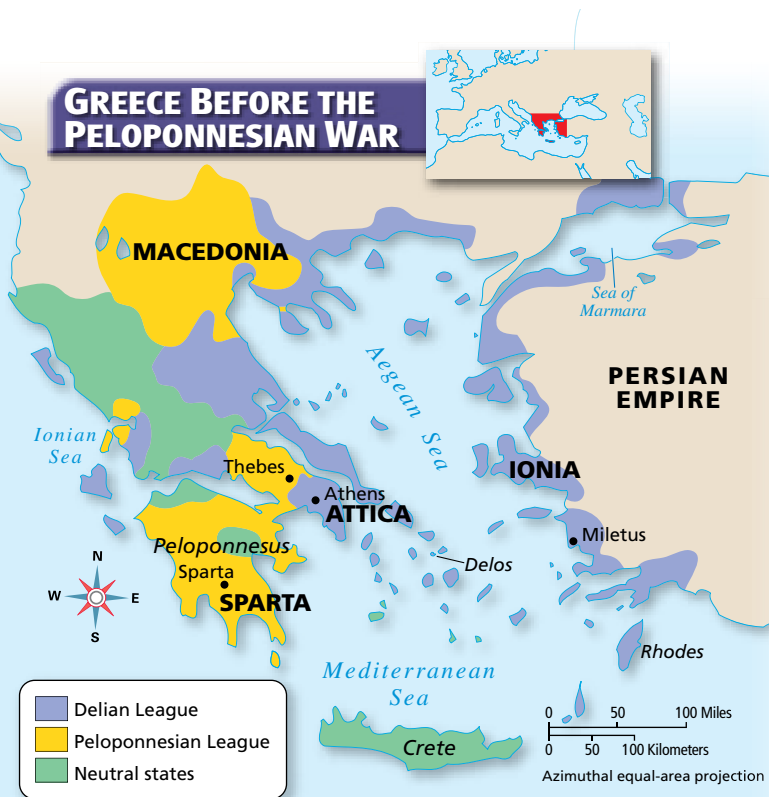 GREECE BEFORE THE
PELOPONNESIAN WAR
MACEDONIA
Sea of
Marmara
Aegean Sea
PERSIAN
EMPIRE
Ionian
Sea
Thebes
IONIA
Athens
ATTICA
Miletus
Peloponnesus
Delos
Sparta
SPARTA
N
W
E
S
Rhodes
Mediterranean
Sea
Crete
Delian League
Peloponnesian League
Neutral states
0 50 100 Miles
0 50 100 Kilometers
Azimuthal equal-area projection